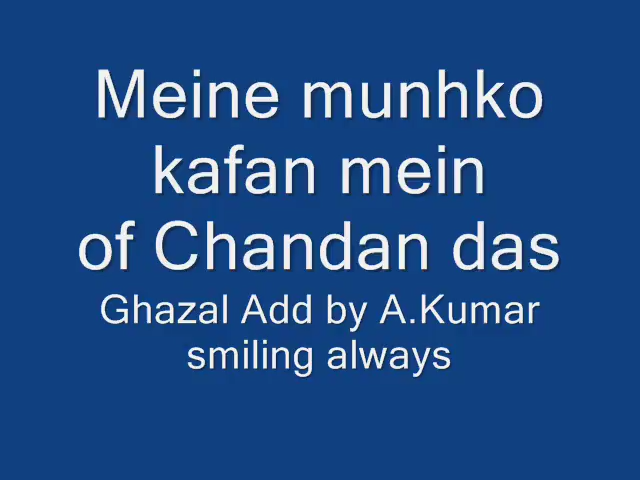 Meine munhko
kafan mein
of Chandan das
Ghazal Add by A.Kumar
smiling always